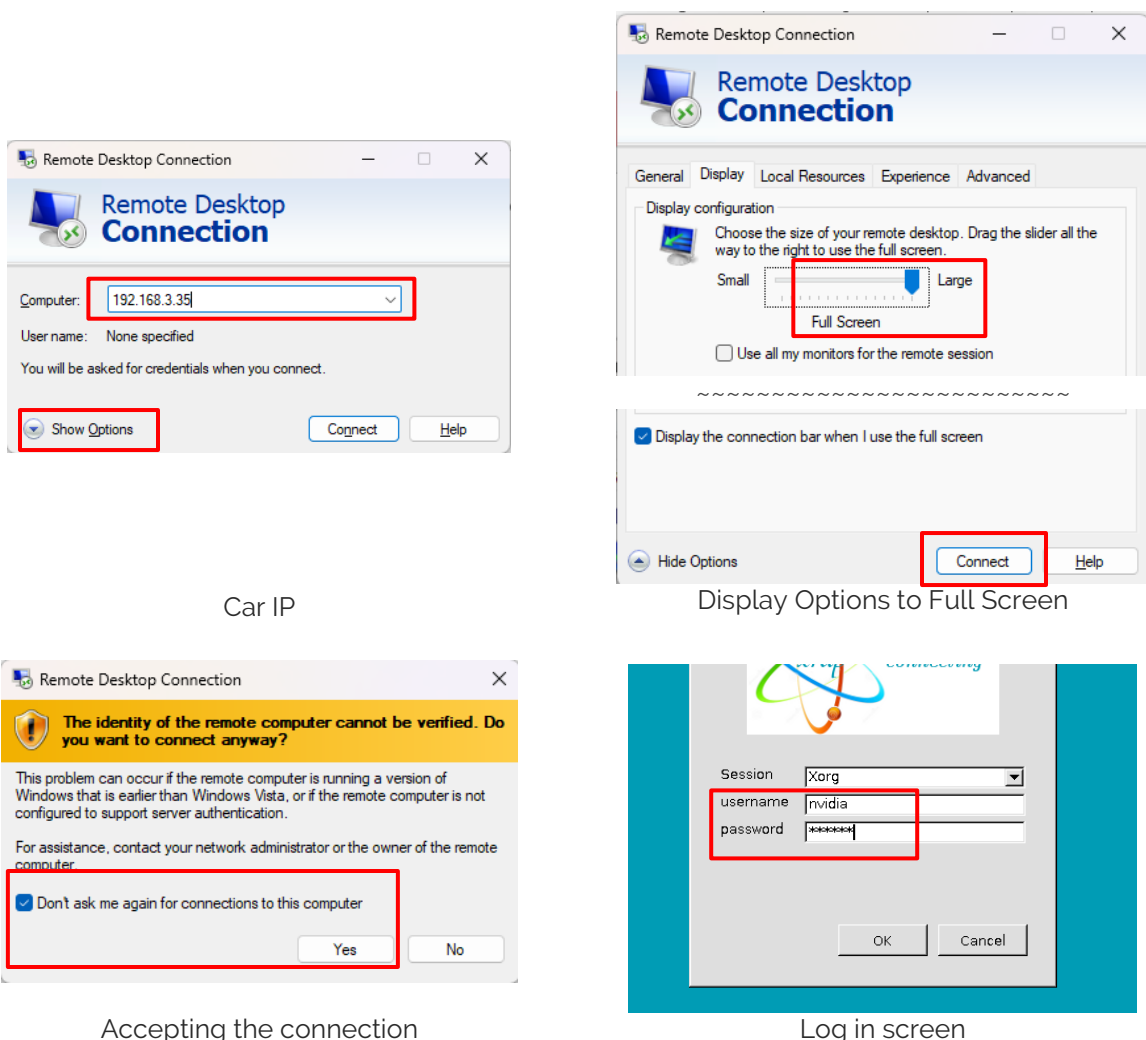 Remote Desktop Connection
Remote Desktop
Connection
Computer: 192.168.3.35
User name: None specified
You will be asked for credentials when you connect.
Show Options Connect Help
Car IP
Remote Desktop Connection
Remote Desktop
Connection
General Display Local Resources Experience Advanced
Display configuration
Choose the size of your remote desktop. Drag the slider all the
way to the right to use the full screen.
Small Large
Full Screen
Use all my monitors for the remote session
~~~~~~~~~~~~~~~~~~~~~~~~~
Display the connection bar when I use the full screen
Hide Options Connect Help
Display Options to Full Screen
Remote Desktop Connection
The identity of the remote computer cannot be verified. Do
you want to connect anyway?
This problem can occur if the remote computer is running a version of
Windows that is earlier than Windows Vista, or if the remote computer is not
configured to support server authentication.
For assistance, contact your network administrator or the owner of the remote
computer.
Don't ask me again for connections to this computer
Yes No
Accepting the connection
connecting
Session Xorg
username nvidia
password ******
OK Cancel
Log in screen